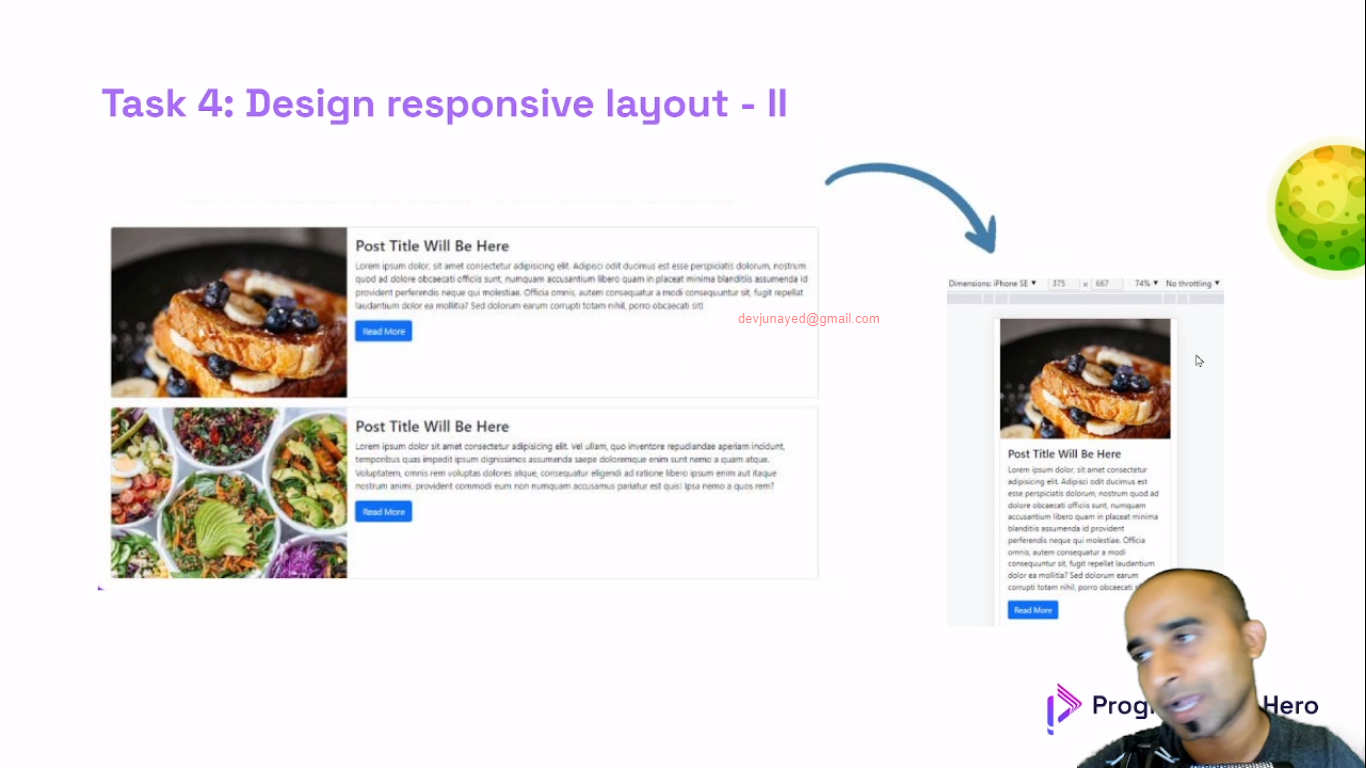 Task 4: Design responsive layout - II
Post Title Will Be Here
Lorem ipsum dolor, sit amet consectetur adipisicing elit. Adipisci odit ducimus est esse perspiciatis dolorum, nostrum
quod ad dolore obcaecati officiis sunt, numquam accusantium libero quam in placeat minima blanditiis assumenda id
provident perferendis neque qui molestiae. Officia omnis, autem consequatur a modi consequuntur sit, fugit repellat
laudantium dolor ea mollitia? Sed dolorum earum corrupti totam nihil, porro obcaecati sit!
devjunayed@gmail.com
Read More
Post Title Will Be Here
Lorem ipsum dolor sit amet consectetur adipisicing elit. Vel ullam, quo inventore repudiandae aperiam incidunt,
temporibus quas impedit ipsum dignissimos assumenda saepe doloremque enim sunt nemo a quam atque.
Voluptatem, omnis rem voluptas dolores atque, consequatur eligendi ad ratione libero ipsum enim aut itaque
nostrum animi, provident commodi eum non numquam accusamus pariatur est quis! Ipsa nemo a quos rem?
Read More
Dimensions: iPhone SE 375 x 667 74% No throttling
Post Title Will Be Here
Lorem ipsum dolor, sit amet consectetur
adipisicing elit. Adipisci odit ducimus est
esse perspiciatis dolorum, nostrum quod ad
dolore obcaecati officiis sunt, numquam
accusantium libero quam in placeat minima
blanditiis assumenda id provident
perferendis neque qui molestiae. Officia
omnis, autem consequatur a modi
consequuntur sit, fugit repellat laudantium
dolor ea mollitia? Sed dolorum earum
corrupti totam nihil, porro obcaecati
Read More
Hero